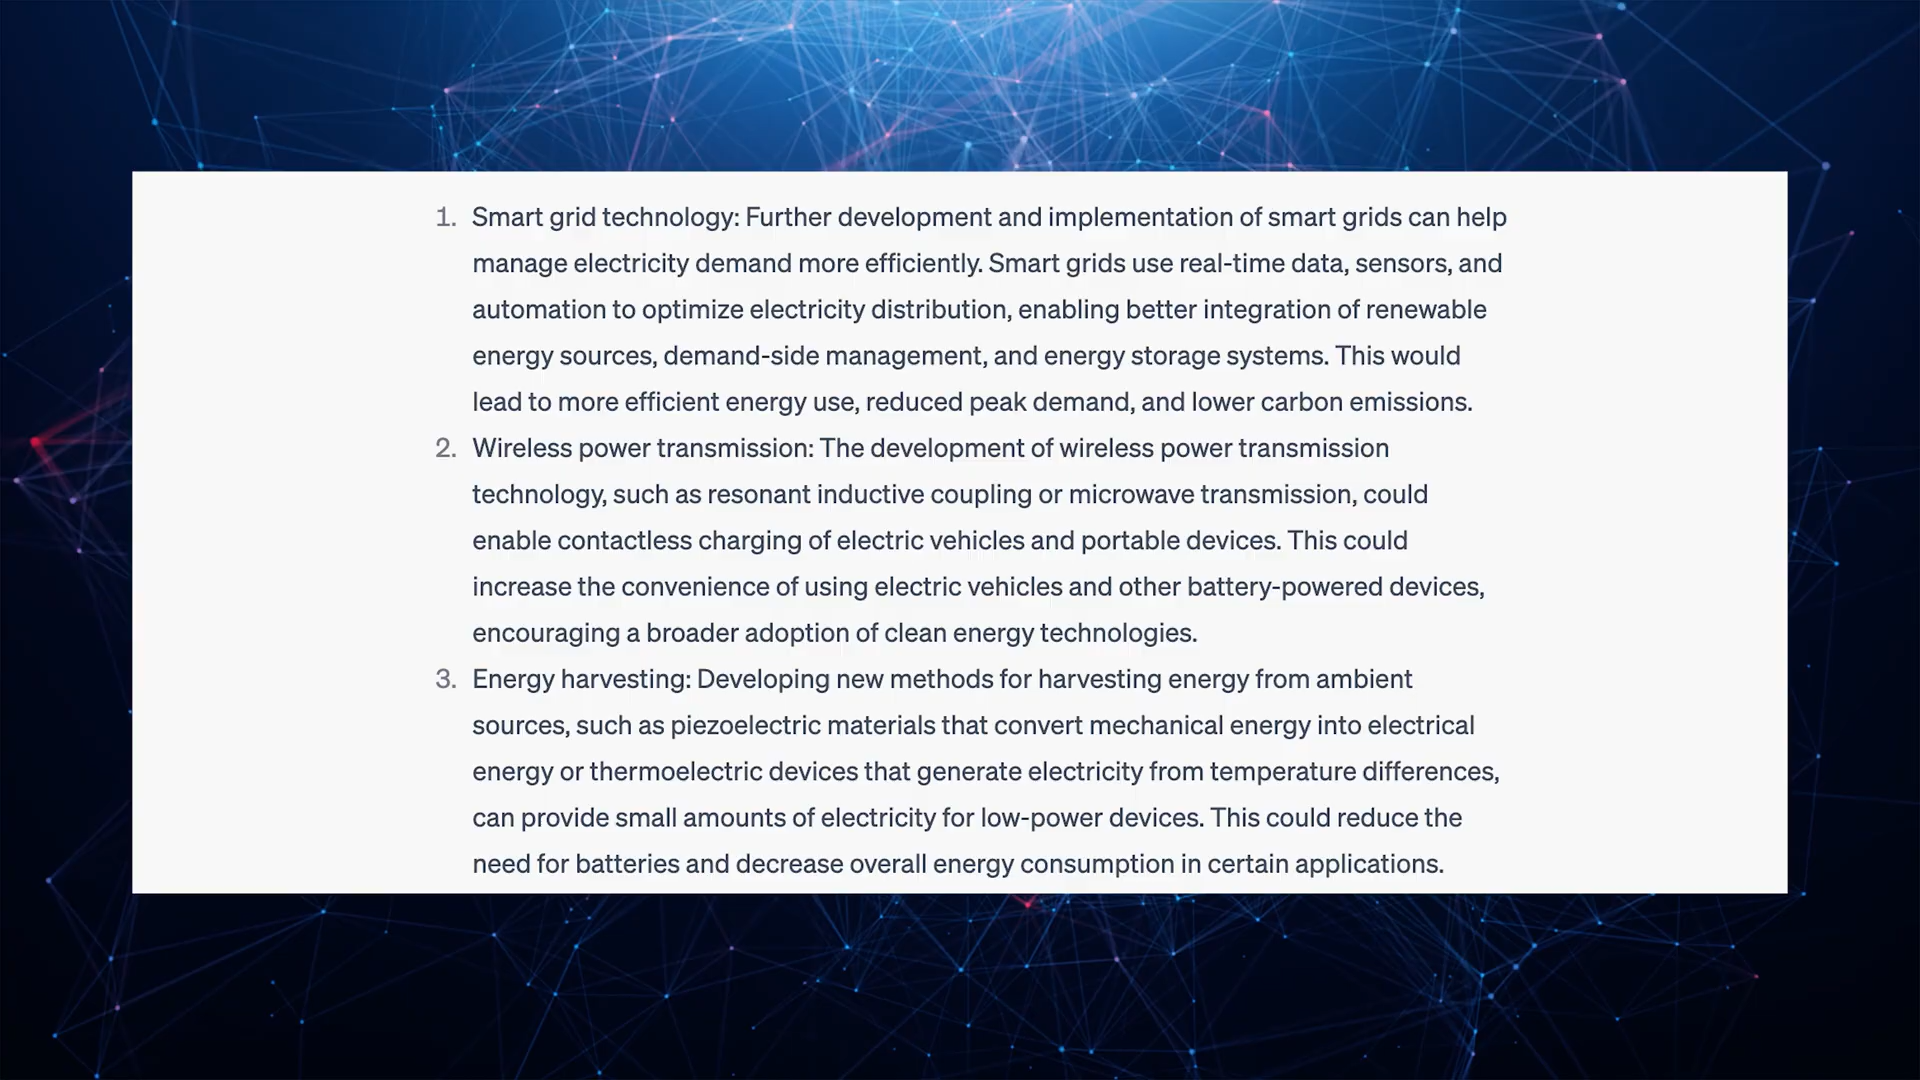 1. Smart grid technology: Further development and implementation of smart grids can help
manage electricity demand more efficiently. Smart grids use real-time data, sensors, and
automation to optimize electricity distribution, enabling better integration of renewable
energy sources, demand-side management, and energy storage systems. This would
lead to more efficient energy use, reduced peak demand, and lower carbon emissions.
2. Wireless power transmission: The development of wireless power transmission
technology, such as resonant inductive coupling or microwave transmission, could
enable contactless charging of electric vehicles and portable devices. This could
increase the convenience of using electric vehicles and other battery-powered devices,
encouraging a broader adoption of clean energy technologies.
3. Energy harvesting: Developing new methods for harvesting energy from ambient
sources, such as piezoelectric materials that convert mechanical energy into electrical
energy or thermoelectric devices that generate electricity from temperature differences,
can provide small amounts of electricity for low-power devices. This could reduce the
need for batteries and decrease overall energy consumption in certain applications.